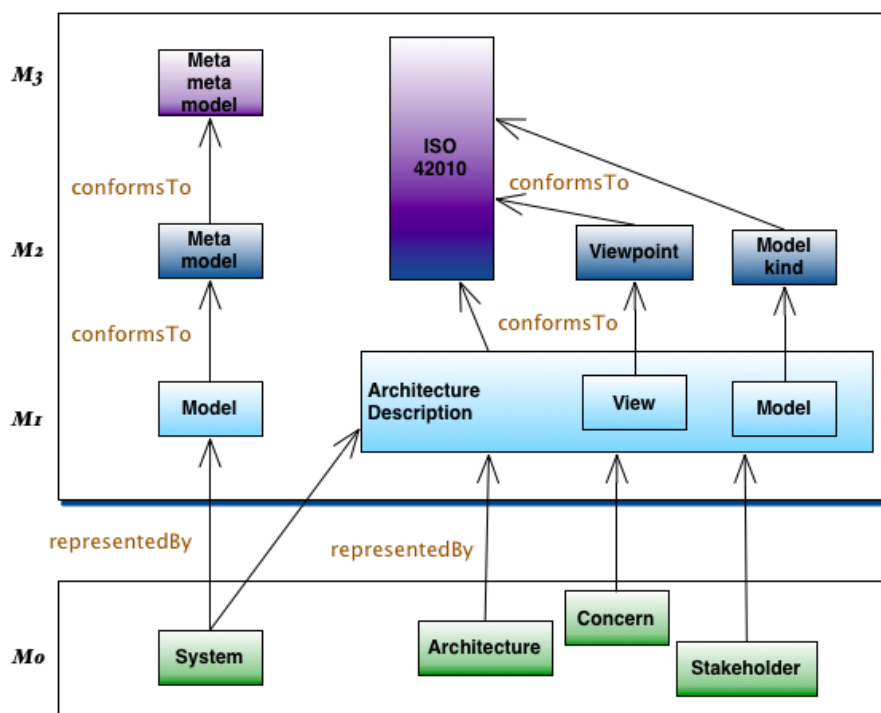 M3
Meta
meta
model
ISO
42010
conformsTo
conformsTo
M2
Meta
model
Viewpoint
Model
kind
conformsTo
conformsTo
M1
Model
Architecture
Description
View
Model
representedBy
representedBy
M0
System
Architecture
Concern
Stakeholder